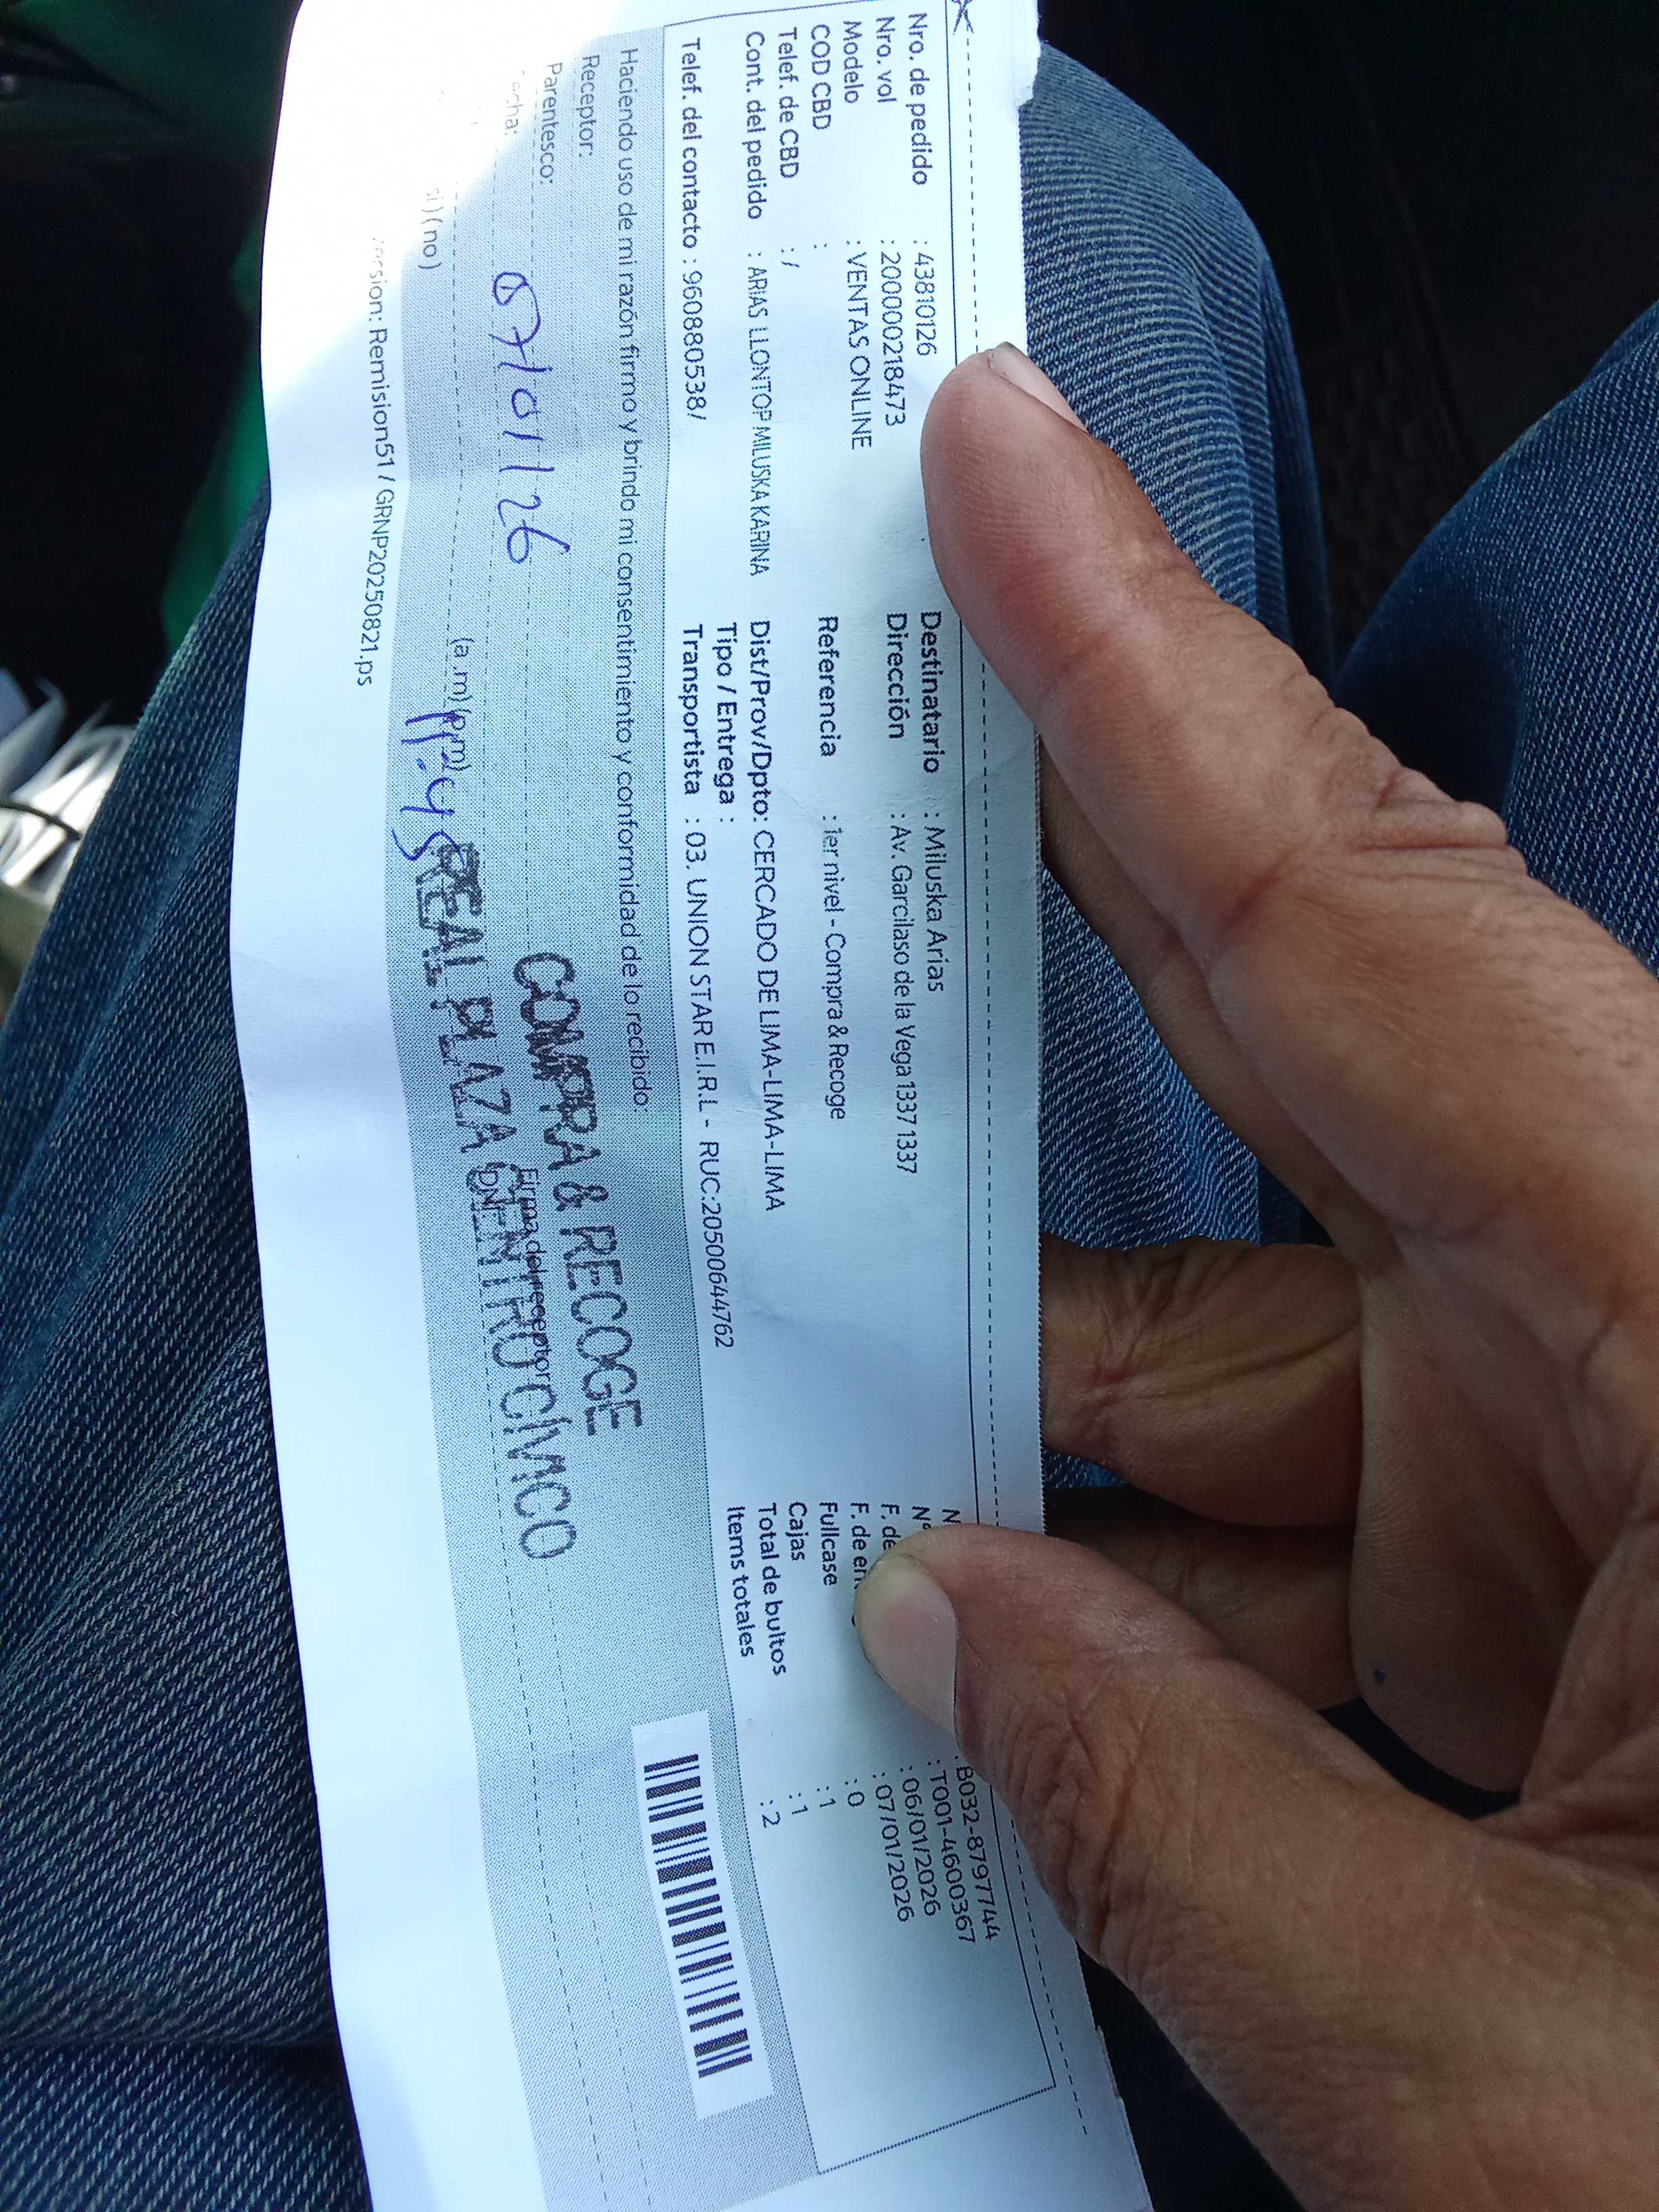 Nro. de pedido : 43810126
Nro. vol : 200000218473
Modelo : VENTAS ONLINE
COD CBD :
Telef. de CBD : /
Cont. del pedido : ARIAS LLONTOP MILUSKA KARINA
Telef. del contacto : 960880538/
Destinatario : Miluska Arias
Dirección : Av. Garcilaso de la Vega 1337 1337
Referencia : 1er nivel - Compra & Recoge
Dist/Prov/Dpto: CERCADO DE LIMA-LIMA-LIMA
Tipo / Entrega :
Transportista : 03. UNION STAR E.I.R.L - RUC:20500644762
: B032-8797744
: T001-4600367
F. de : 06/01/2026
F. de : 07/01/2026
Fullcase : 0
Cajas : 1
Total de bultos : 1
Items totales : 2
Haciendo uso de mi razón firmo y brindo mi consentimiento y conformidad de lo recibido:
Receptor:
Parentesco:
07/01/26
(a.m) (p.m)
(no)
Firma del receptor
DNI
COMPRA & RECOGE
REAL PLAZA CENTRO CIVICO
Remision51 / GRNP20250821.ps